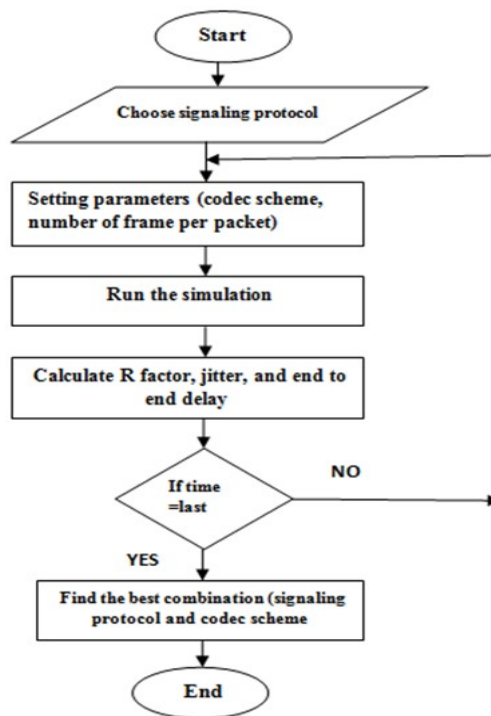 Start
Choose signaling protocol
Setting parameters (codec scheme,
number of frame per packet)
Run the simulation
Calculate R factor, jitter, and end to
end delay
If time
=last
NO
YES
Find the best combination (signaling
protocol and codec scheme
End